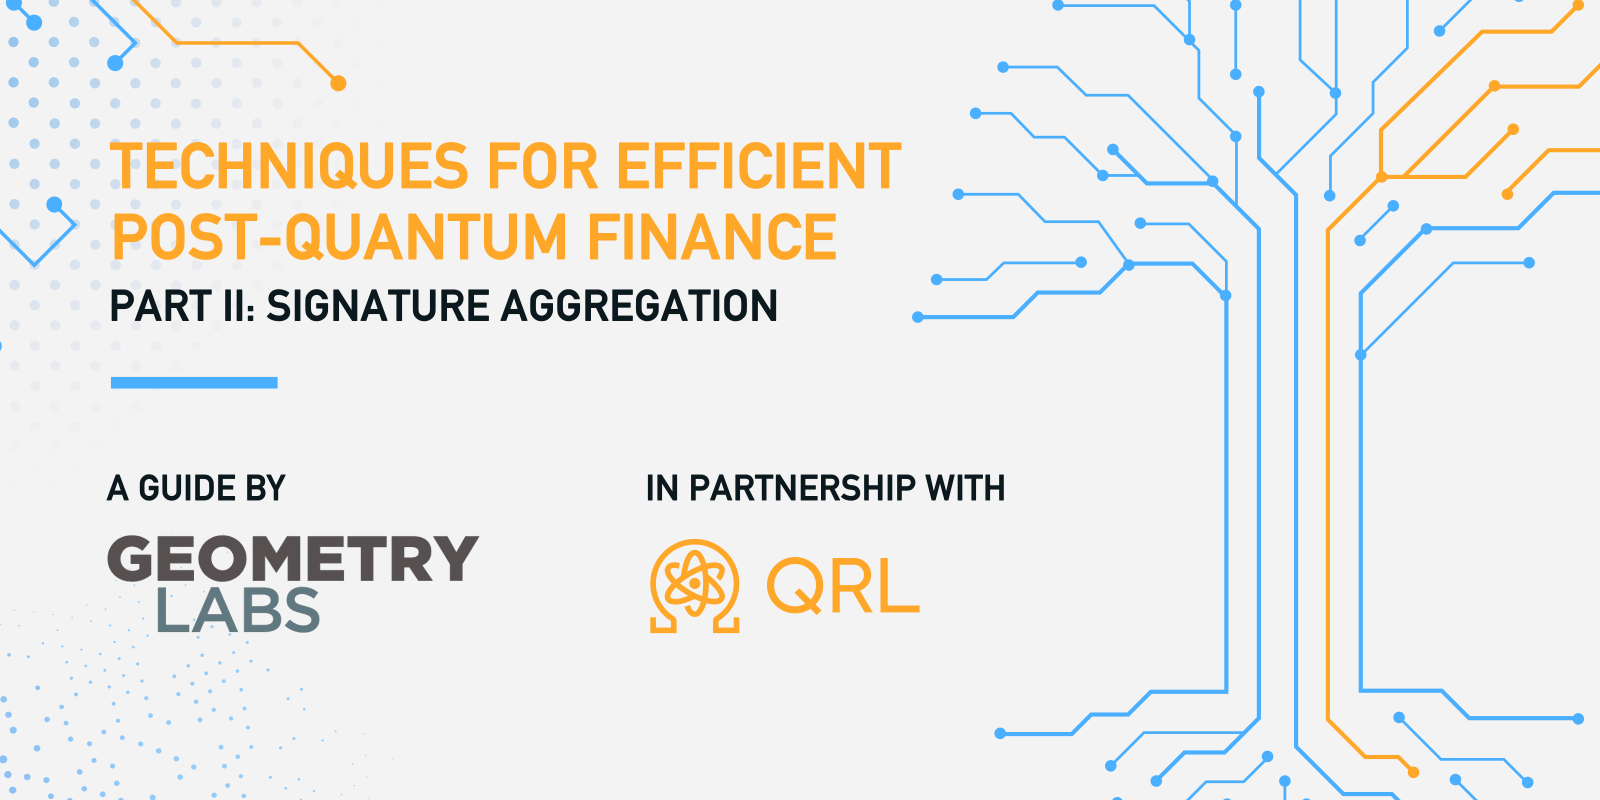 TECHNIQUES FOR EFFICIENT
POST-QUANTUM FINANCE
PART II: SIGNATURE AGGREGATION
A GUIDE BY
GEOMETRY
LABS
IN PARTNERSHIP WITH
QRL